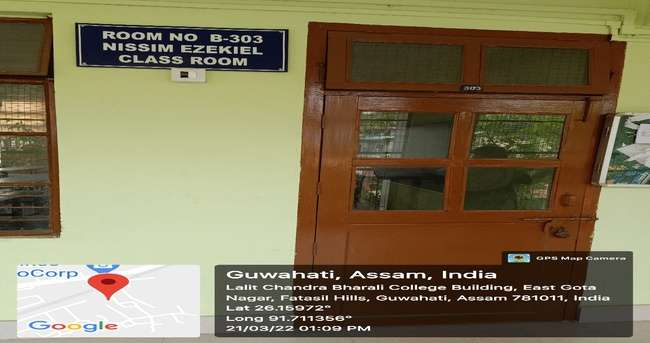 ROOM NO B-303
NISSIM EZEKIEL
CLASS ROOM
303
GPS Map Camera
Guwahati, Assam, India
Lalit Chandra Bharali College Building, East Gota
Nagar, Fatasil Hills, Guwahati, Assam 781011, India
Lat 26.15972°
Long 91.711356°
21/03/22 01:09 PM
oCorp
Google